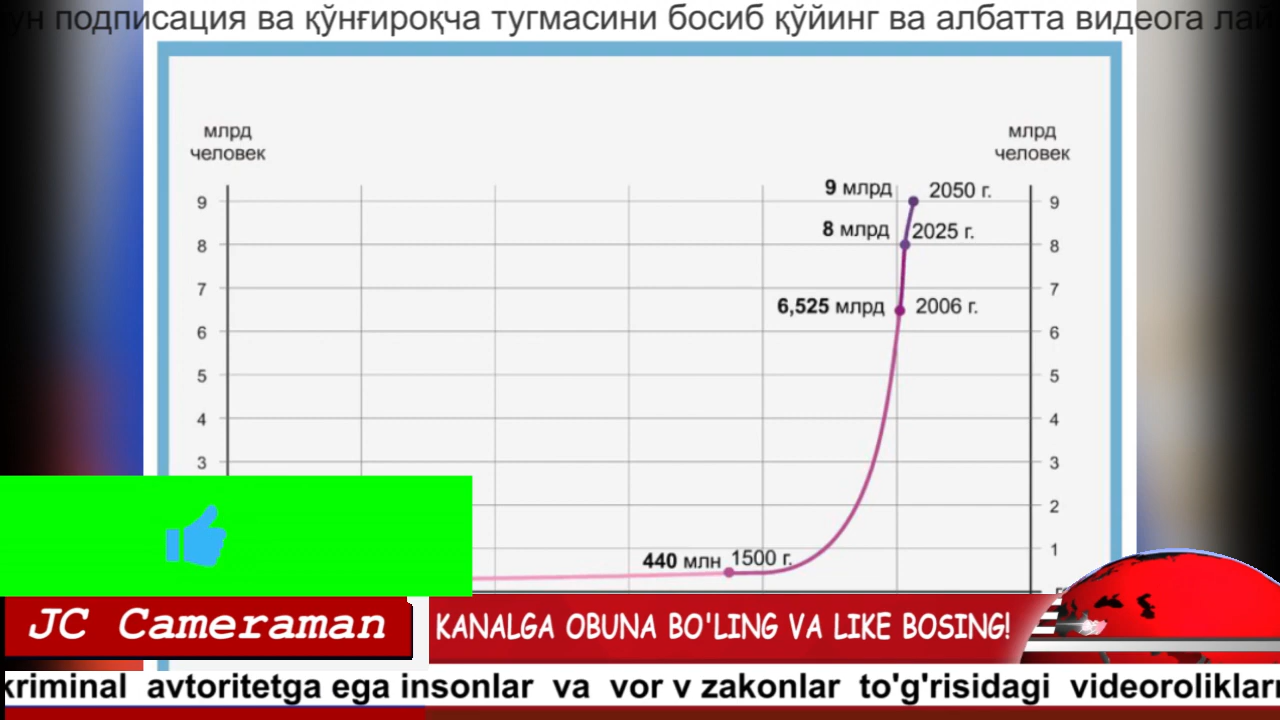 подписация ва қўнғироқча тугмасини босиб қўйинг ва албатта видеога
млрд
человек
млрд
человек
9 млрд 2050 г.
9 9
8 млрд 2025 г.
8 8
7 7
6,525 млрд 2006 г.
6 6
5 5
4 4
3 3
2
440 млн 1500 г. 1
JC Cameraman
KANALGA OBUNA BO'LING VA LIKE BOSING!
kriminal avtoritetga ega insonlar va vor v zakonlar to'g'risidagi